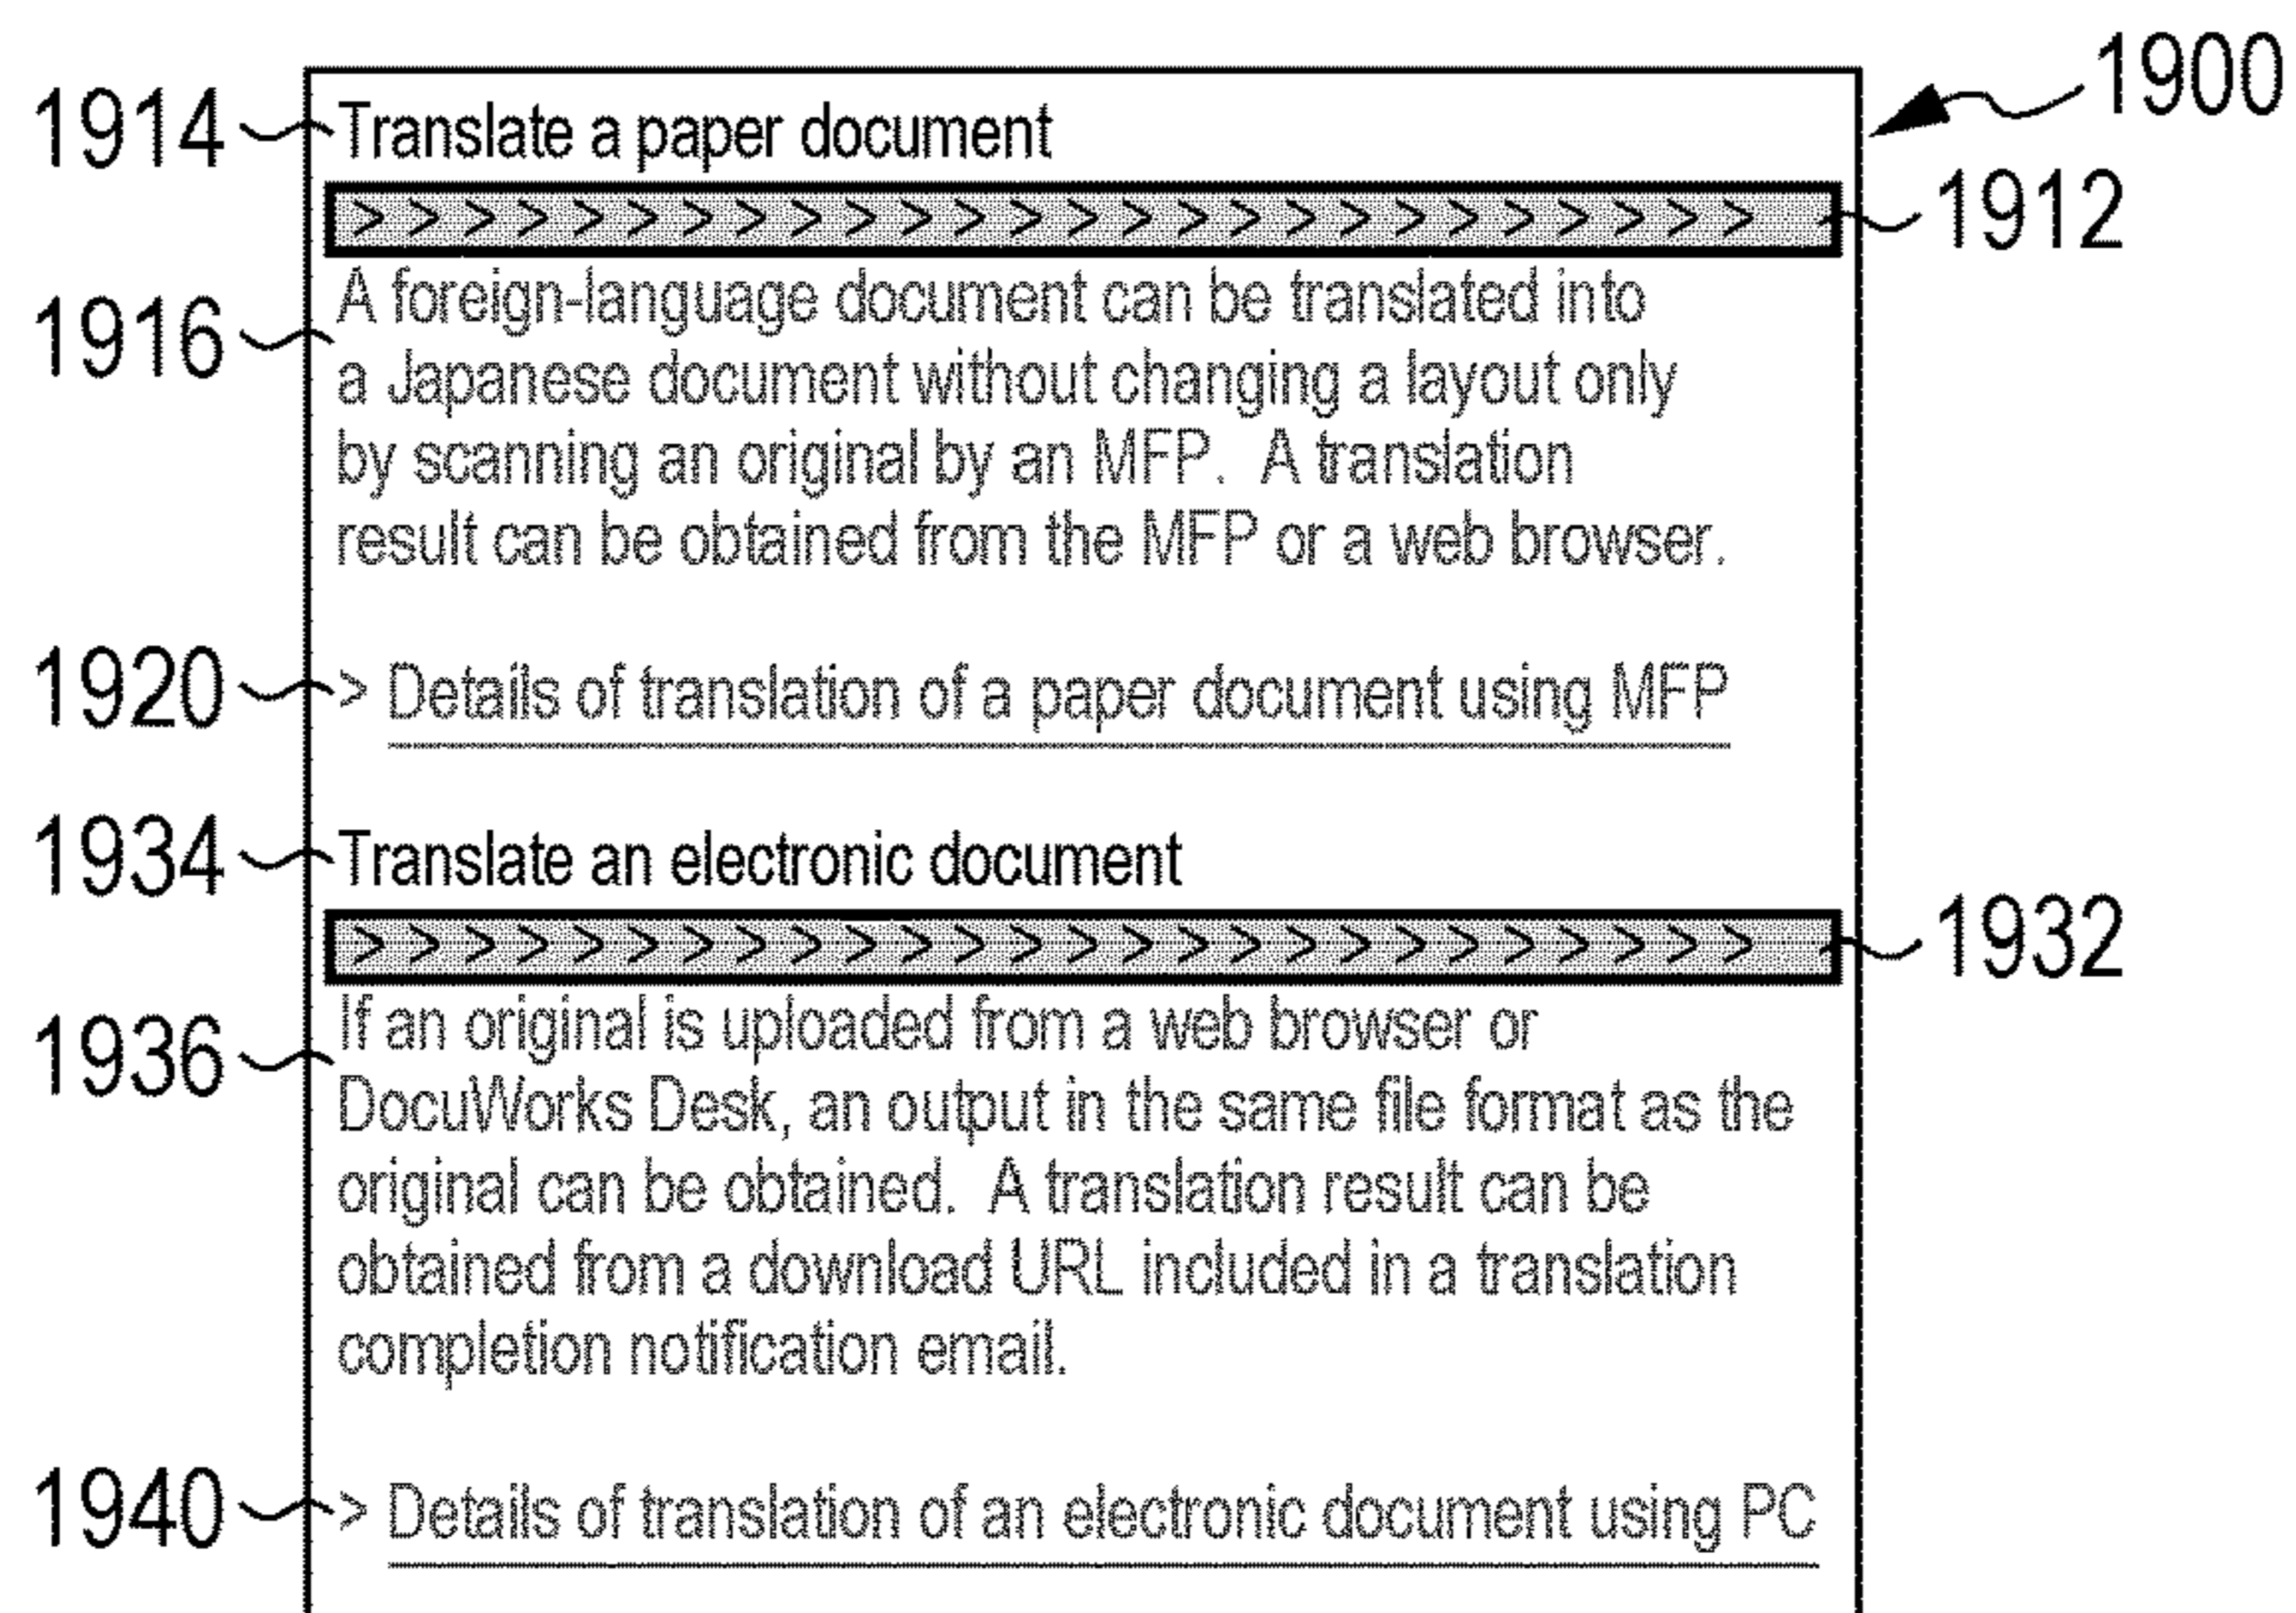 1900
1914 Translate a paper document
> > > > > > > > > > > > > > > > > > > > > > > > > > 1912
1916 A foreign-language document can be translated into
a Japanese document without changing a layout only
by scanning an original by an MFP. A translation
result can be obtained from the MFP or a web browser.
1920 > Details of translation of a paper document using MFP
1934 Translate an electronic document
> > > > > > > > > > > > > > > > > > > > > > > > > > 1932
1936 If an original is uploaded from a web browser or
DocuWorks Desk, an output in the same file format as the
original can be obtained. A translation result can be
obtained from a download URL included in a translation
completion notification email.
1940 > Details of translation of an electronic document using PC